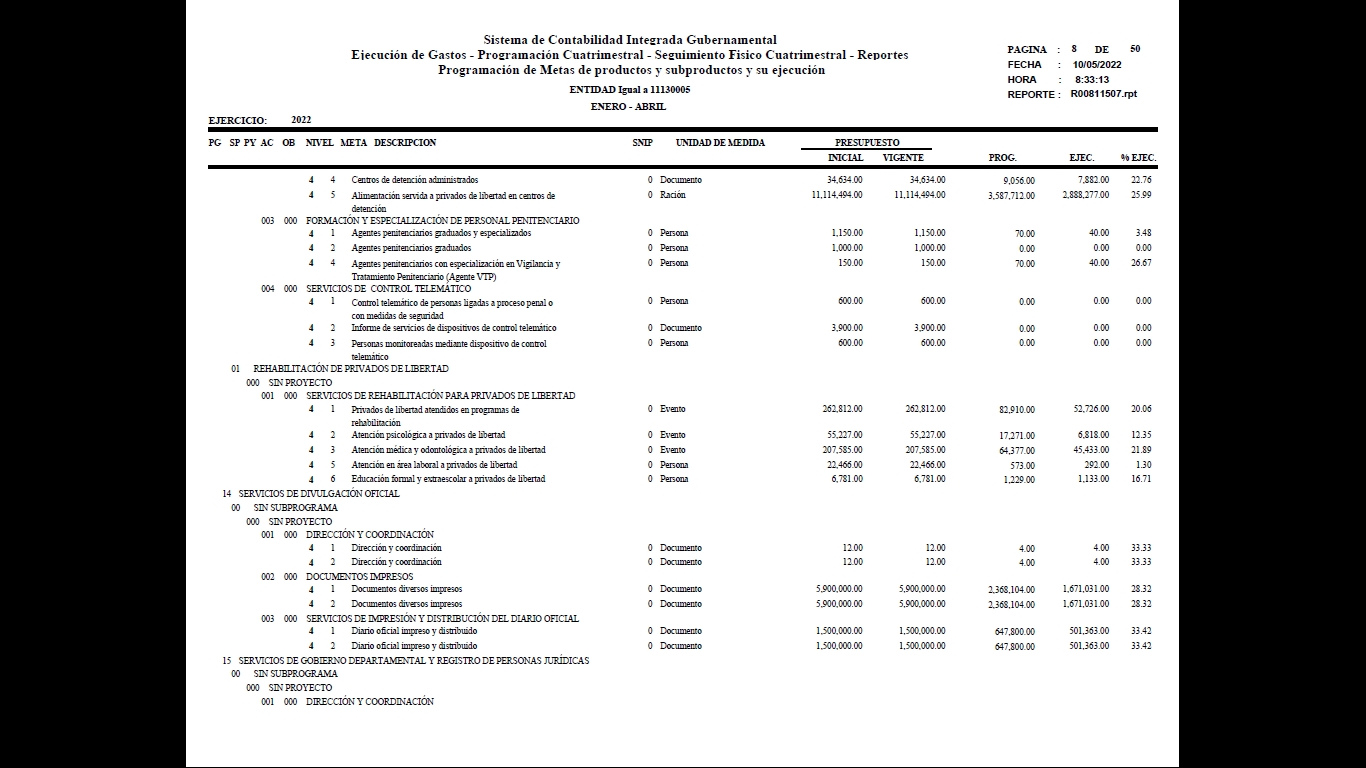 Sistema de Contabilidad Integrada Gubernamental
Ejecución de Gastos - Programación Cuatrimestral - Seguimiento Fisico Cuatrimestral - Reportes
Programación de Metas de productos y subproductos y su ejecución
ENTIDAD Igual a 11130005
ENERO - ABRIL
PAGINA : 8 DE 50
FECHA : 10/05/2022
HORA : 8:33:13
REPORTE : R00811507.rpt
EJERCICIO: 2022
PG SP PY AC OB NIVEL META DESCRIPCION SNIP UNIDAD DE MEDIDA PRESUPUESTO
INICIAL VIGENTE PROG. EJEC. % EJEC.
4 4 Centros de detención administrados 0 Documento 34,634.00 34,634.00 9,056.00 7,882.00 22.76
4 5 Alimentación servida a privados de libertad en centros de 0 Ración 11,114,494.00 11,114,494.00 3,587,712.00 2,888,277.00 25.99
detención
003 000 FORMACIÓN Y ESPECIALIZACIÓN DE PERSONAL PENITENCIARIO
4 1 Agentes penitenciarios graduados y especializados 0 Persona 1,150.00 1,150.00 70.00 40.00 3.48
4 2 Agentes penitenciarios graduados 0 Persona 1,000.00 1,000.00 0.00 0.00 0.00
4 4 Agentes penitenciarios con especialización en Vigilancia y 0 Persona 150.00 150.00 70.00 40.00 26.67
Tratamiento Penitenciario (Agente VTP)
004 000 SERVICIOS DE CONTROL TELEMÁTICO
4 1 Control telemático de personas ligadas a proceso penal o 0 Persona 600.00 600.00 0.00 0.00 0.00
con medidas de seguridad
4 2 Informe de servicios de dispositivos de control telemático 0 Documento 3,900.00 3,900.00 0.00 0.00 0.00
4 3 Personas monitoreadas mediante dispositivo de control 0 Persona 600.00 600.00 0.00 0.00 0.00
telemático
01 REHABILITACIÓN DE PRIVADOS DE LIBERTAD
000 SIN PROYECTO
001 000 SERVICIOS DE REHABILITACIÓN PARA PRIVADOS DE LIBERTAD
4 1 Privados de libertad atendidos en programas de 0 Evento 262,812.00 262,812.00 82,910.00 52,726.00 20.06
rehabilitación
4 2 Atención psicológica a privados de libertad 0 Evento 55,227.00 55,227.00 17,271.00 6,818.00 12.35
4 3 Atención médica y odontológica a privados de libertad 0 Evento 207,585.00 207,585.00 64,377.00 45,433.00 21.89
4 5 Atención en área laboral a privados de libertad 0 Persona 22,466.00 22,466.00 573.00 292.00 1.30
4 6 Educación formal y extraescolar a privados de libertad 0 Persona 6,781.00 6,781.00 1,229.00 1,133.00 16.71
14 SERVICIOS DE DIVULGACIÓN OFICIAL
00 SIN SUBPROGRAMA
000 SIN PROYECTO
001 000 DIRECCIÓN Y COORDINACIÓN
4 1 Dirección y coordinación 0 Documento 12.00 12.00 4.00 4.00 33.33
4 2 Dirección y coordinación 0 Documento 12.00 12.00 4.00 4.00 33.33
002 000 DOCUMENTOS IMPRESOS
4 1 Documentos diversos impresos 0 Documento 5,900,000.00 5,900,000.00 2,368,104.00 1,671,031.00 28.32
4 2 Documentos diversos impresos 0 Documento 5,900,000.00 5,900,000.00 2,368,104.00 1,671,031.00 28.32
003 000 SERVICIOS DE IMPRESIÓN Y DISTRIBUCIÓN DEL DIARIO OFICIAL
4 1 Diario oficial impreso y distribuido 0 Documento 1,500,000.00 1,500,000.00 647,800.00 501,363.00 33.42
4 2 Diario oficial impreso y distribuido 0 Documento 1,500,000.00 1,500,000.00 647,800.00 501,363.00 33.42
15 SERVICIOS DE GOBIERNO DEPARTAMENTAL Y REGISTRO DE PERSONAS JURÍDICAS
00 SIN SUBPROGRAMA
000 SIN PROYECTO
001 000 DIRECCIÓN Y COORDINACIÓN